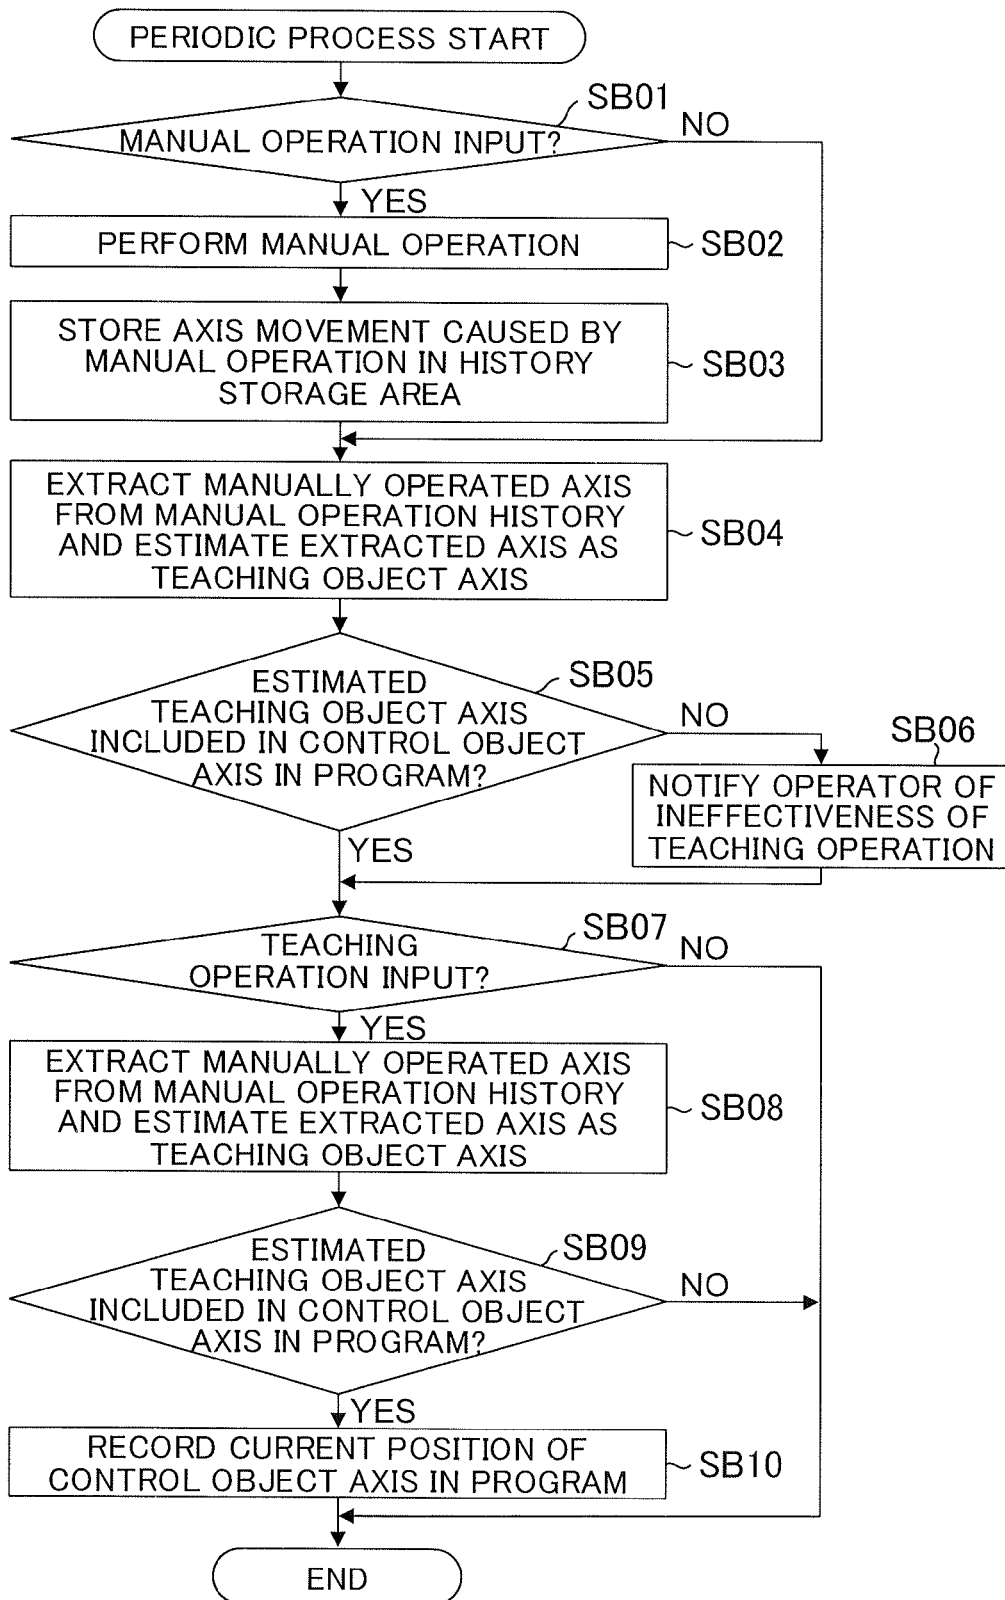 PERIODIC PROCESS START
SB01
MANUAL OPERATION INPUT?
NO
YES
PERFORM MANUAL OPERATION
SB02
STORE AXIS MOVEMENT CAUSED BY
MANUAL OPERATION IN HISTORY
STORAGE AREA
SB03
EXTRACT MANUALLY OPERATED AXIS
FROM MANUAL OPERATION HISTORY
AND ESTIMATE EXTRACTED AXIS AS
TEACHING OBJECT AXIS
SB04
SB05
ESTIMATED
TEACHING OBJECT AXIS
INCLUDED IN CONTROL OBJECT
AXIS IN PROGRAM?
NO
SB06
NOTIFY OPERATOR OF
INEFFECTIVENESS OF
TEACHING OPERATION
YES
SB07
TEACHING
OPERATION INPUT?
NO
YES
EXTRACT MANUALLY OPERATED AXIS
FROM MANUAL OPERATION HISTORY
AND ESTIMATE EXTRACTED AXIS AS
TEACHING OBJECT AXIS
SB08
SB09
ESTIMATED
TEACHING OBJECT AXIS
INCLUDED IN CONTROL OBJECT
AXIS IN PROGRAM?
NO
YES
RECORD CURRENT POSITION OF
CONTROL OBJECT AXIS IN PROGRAM
SB10
END